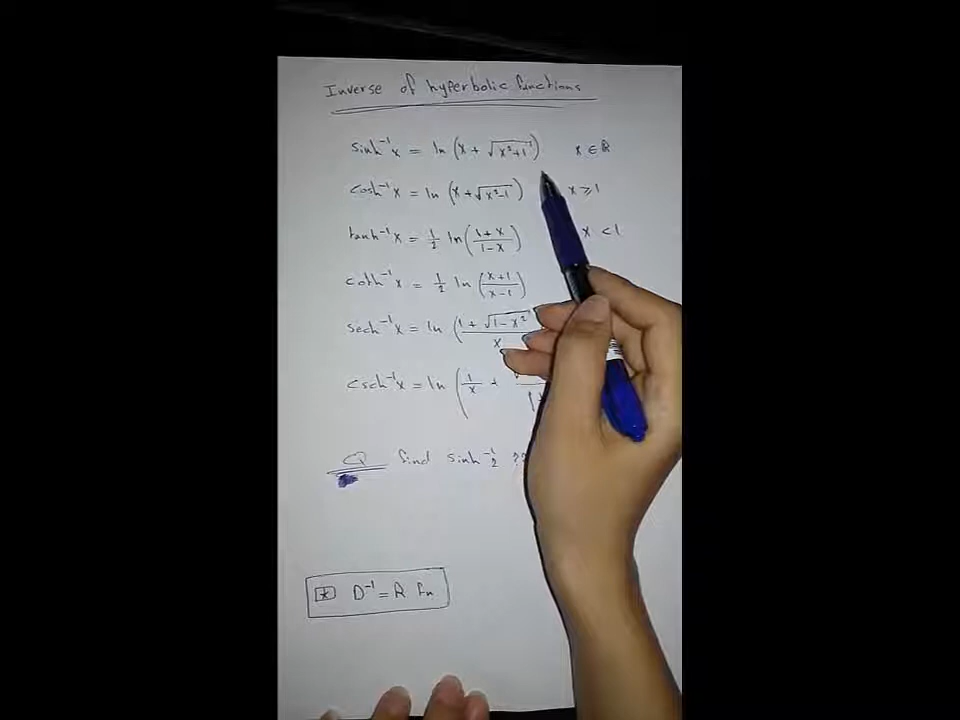 Inverse of hyperbolic functions
sinh⁻¹x = ln (x + √(x²+1)) x ∈ ℝ
cosh⁻¹x = ln (x + √(x²-1)) x ≥ 1
tanh⁻¹x = 1/2 ln((1+x)/(1-x)) x < 1
coth⁻¹x = 1/2 ln((x+1)/(x-1))
sech⁻¹x = ln ((1 + √(1-x²))/x
csch⁻¹x = ln (1/x +
Q find sinh⁻¹2 ??
* D⁻¹ = R fn